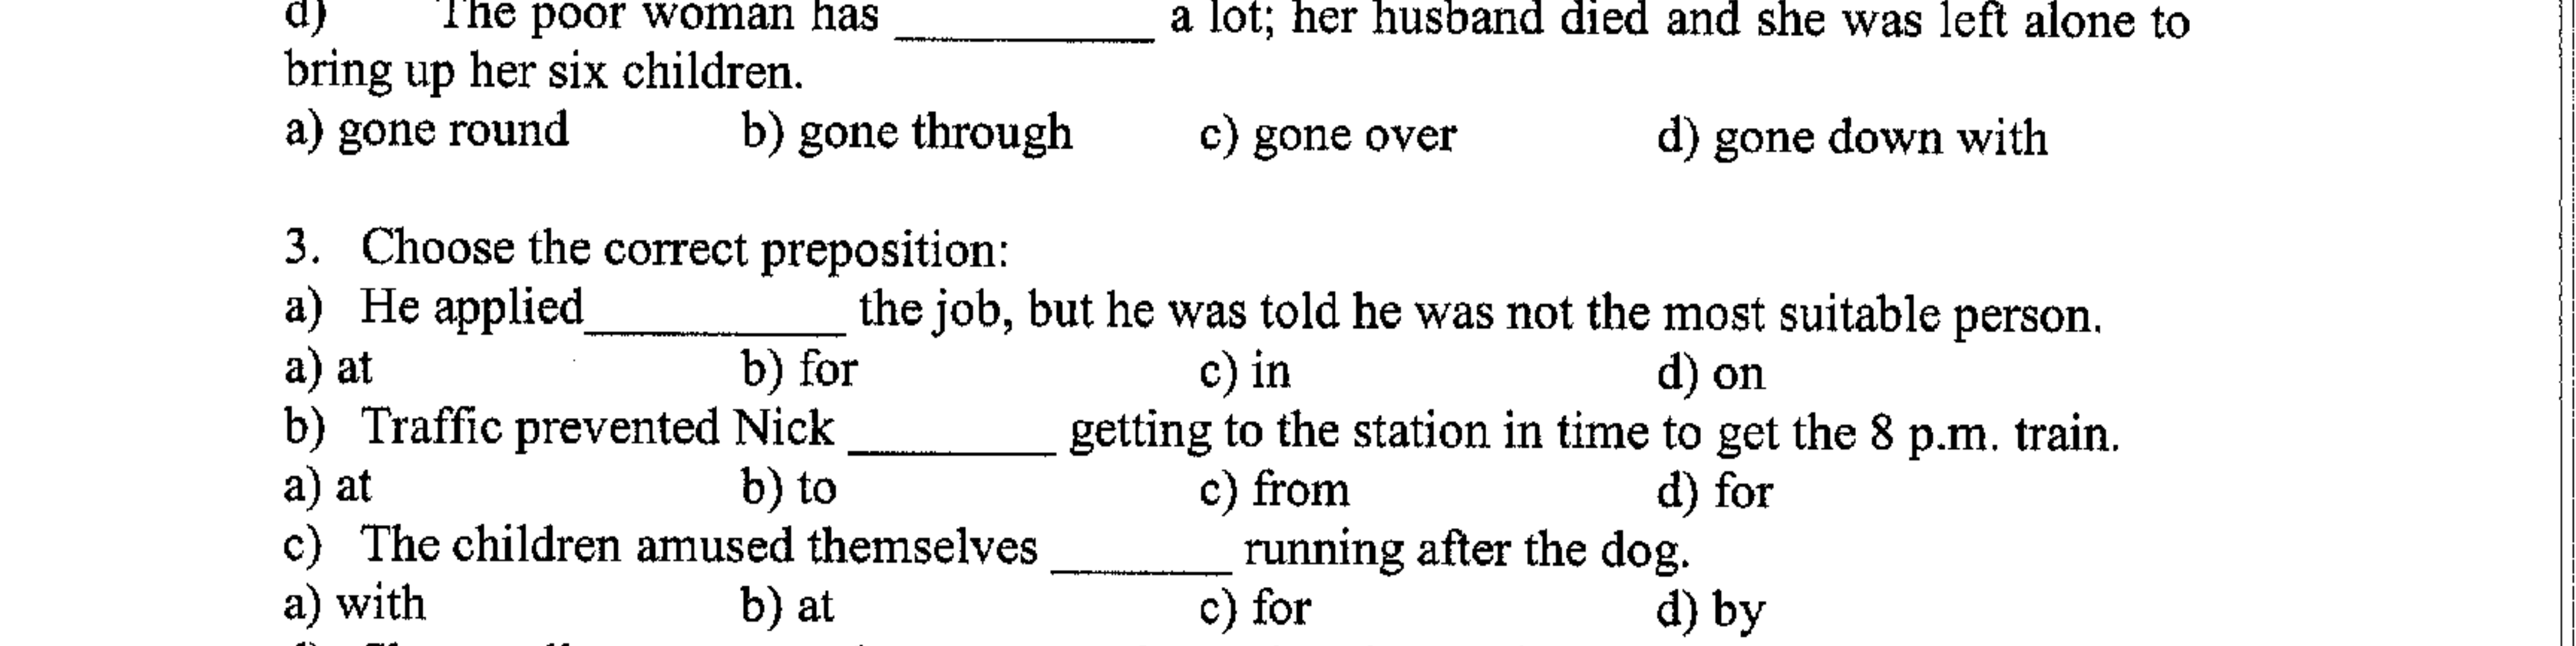 d) The poor woman has __________ a lot; her husband died and she was left alone to
bring up her six children.
a) gone round b) gone through c) gone over d) gone down with
3. Choose the correct preposition:
a) He applied__________ the job, but he was told he was not the most suitable person.
a) at b) for c) in d) on
b) Traffic prevented Nick ________ getting to the station in time to get the 8 p.m. train.
a) at b) to c) from d) for
c) The children amused themselves _______ running after the dog.
a) with b) at c) for d) by